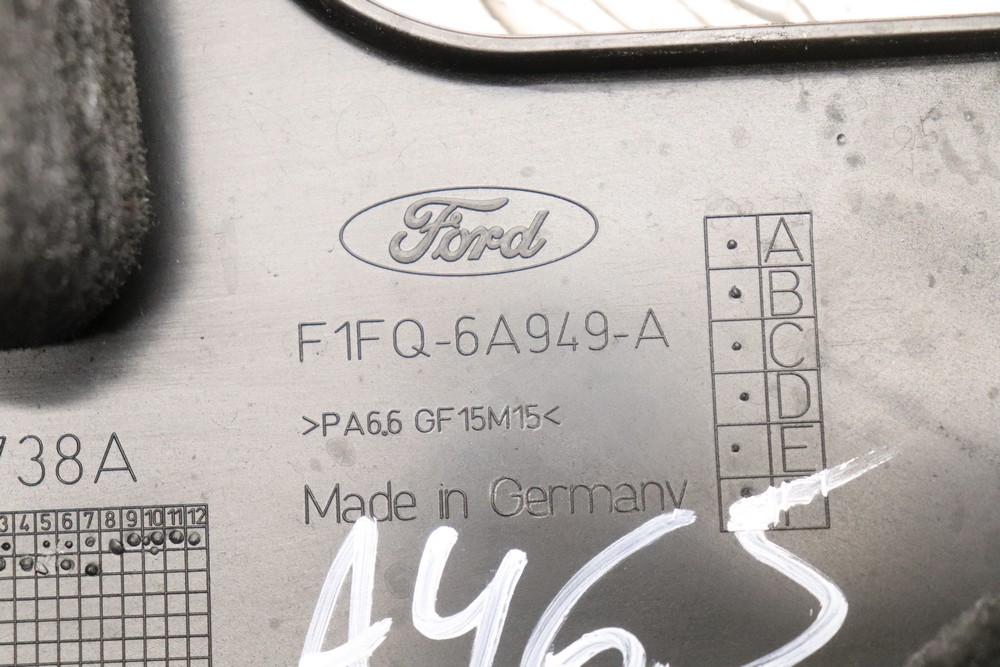 Ford
F1FQ-6A949-A
>PA6.6 GF15M15<
Made in Germany
A
B
C
D
E
738A
3 4 5 6 7 8 9 10 11 12
A465